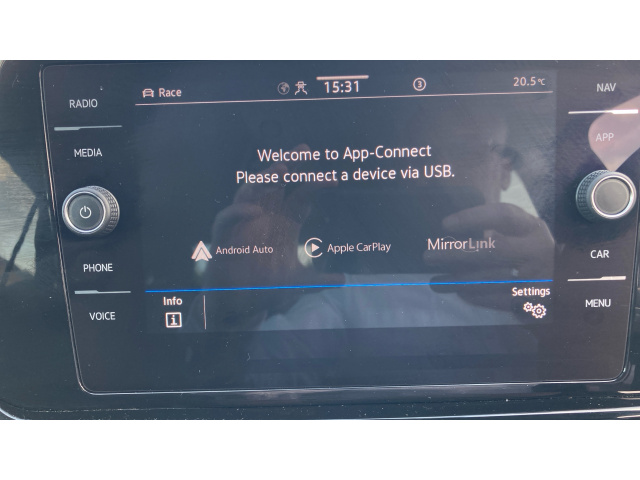 RADIO
MEDIA
PHONE
VOICE
Race
15:31
3
20.5°C
Welcome to App-Connect
Please connect a device via USB.
Android Auto
Apple CarPlay
MirrorLink
Info
i
Settings
NAV
APP
CAR
MENU